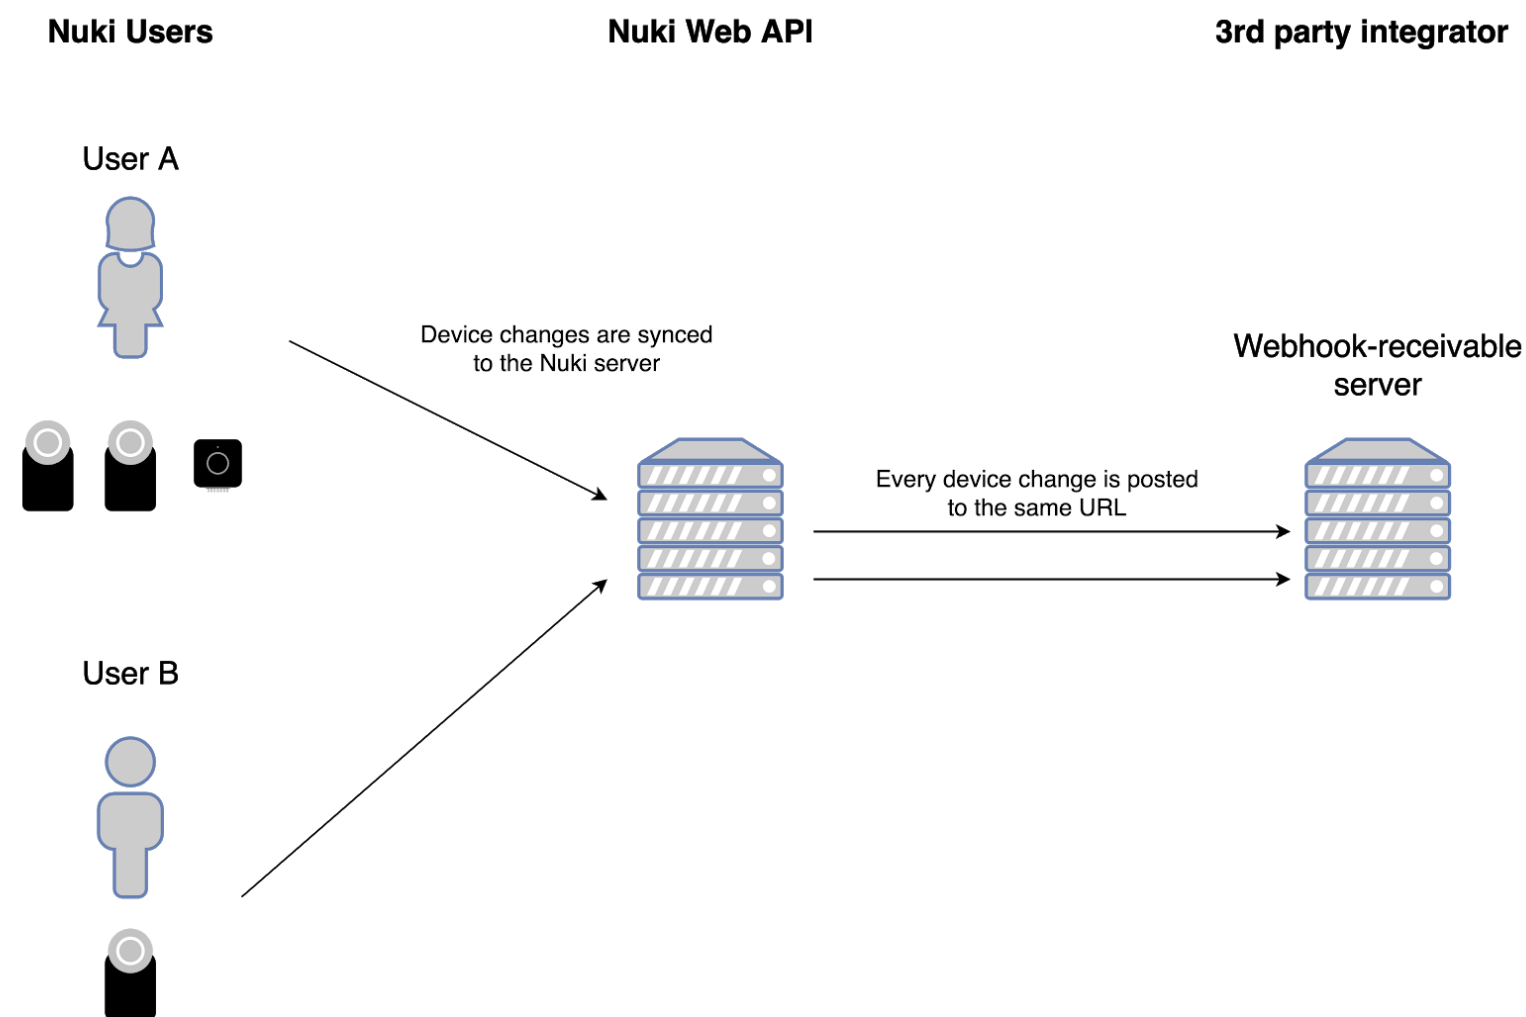 Nuki Users
Nuki Web API
3rd party integrator
User A
Device changes are synced
to the Nuki server
Webhook-receivable
server
Every device change is posted
to the same URL
User B